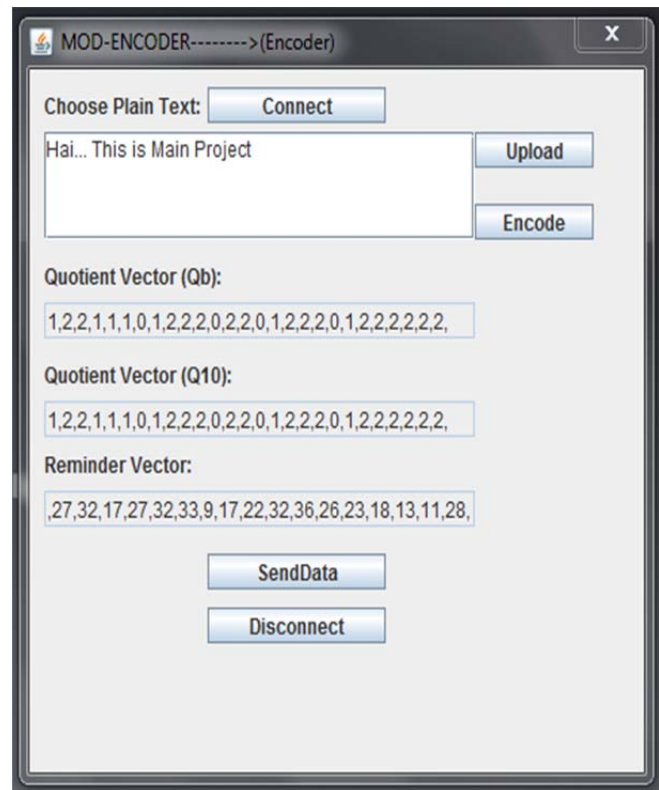 MOD-ENCODER-------->(Encoder)
X
Choose Plain Text: Connect
Hai... This is Main Project
Upload
Encode
Quotient Vector (Qb):
1,2,2,1,1,1,0,1,2,2,2,0,2,2,0,1,2,2,2,0,1,2,2,2,2,2,2,
Quotient Vector (Q10):
1,2,2,1,1,1,0,1,2,2,2,0,2,2,0,1,2,2,2,0,1,2,2,2,2,2,2,
Reminder Vector:
,27,32,17,27,32,33,9,17,22,32,36,26,23,18,13,11,28,
SendData
Disconnect